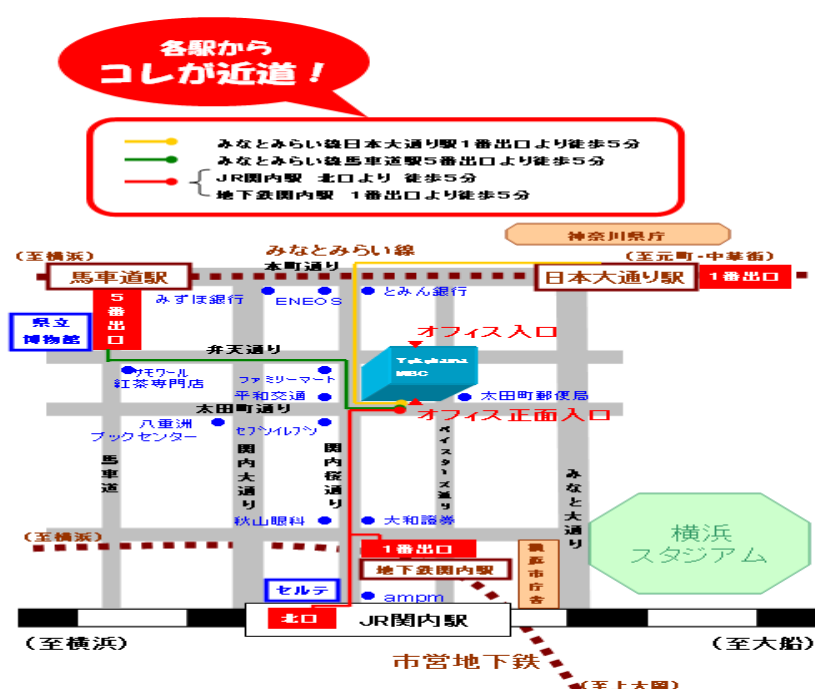 各駅から
コレが近道！
みなとみらい線日本大通り駅1番出口より徒歩5分
みなとみらい線馬車道駅5番出口より徒歩5分
JR関内駅 北口より 徒歩5分
地下鉄関内駅 1番出口より徒歩5分
神奈川県庁
(至横浜)
みなとみらい線
(至元町・中華街)
本町通り
馬車道駅
日本大通り駅
1番出口
5番出口
みずほ銀行
ENEOS
とみん銀行
県立
博物館
オフィス入口
弁天通り
Yokohama
MBC
サモワール
紅茶専門店
ファミリーマート
平和交通
太田町郵便局
太田町通り
オフィス正面入口
八重洲
ブックセンター
セブンイレブン
馬車道
関内大通り
関内桜通り
ベイスターズ通り
みなと大通り
秋山眼科
大和證券
横浜
スタジアム
(至横浜)
1番出口
地下鉄関内駅
横浜市庁舎
セルテ
ampm
北口
JR関内駅
(至横浜)
(至大船)
市営地下鉄
(至上大岡)